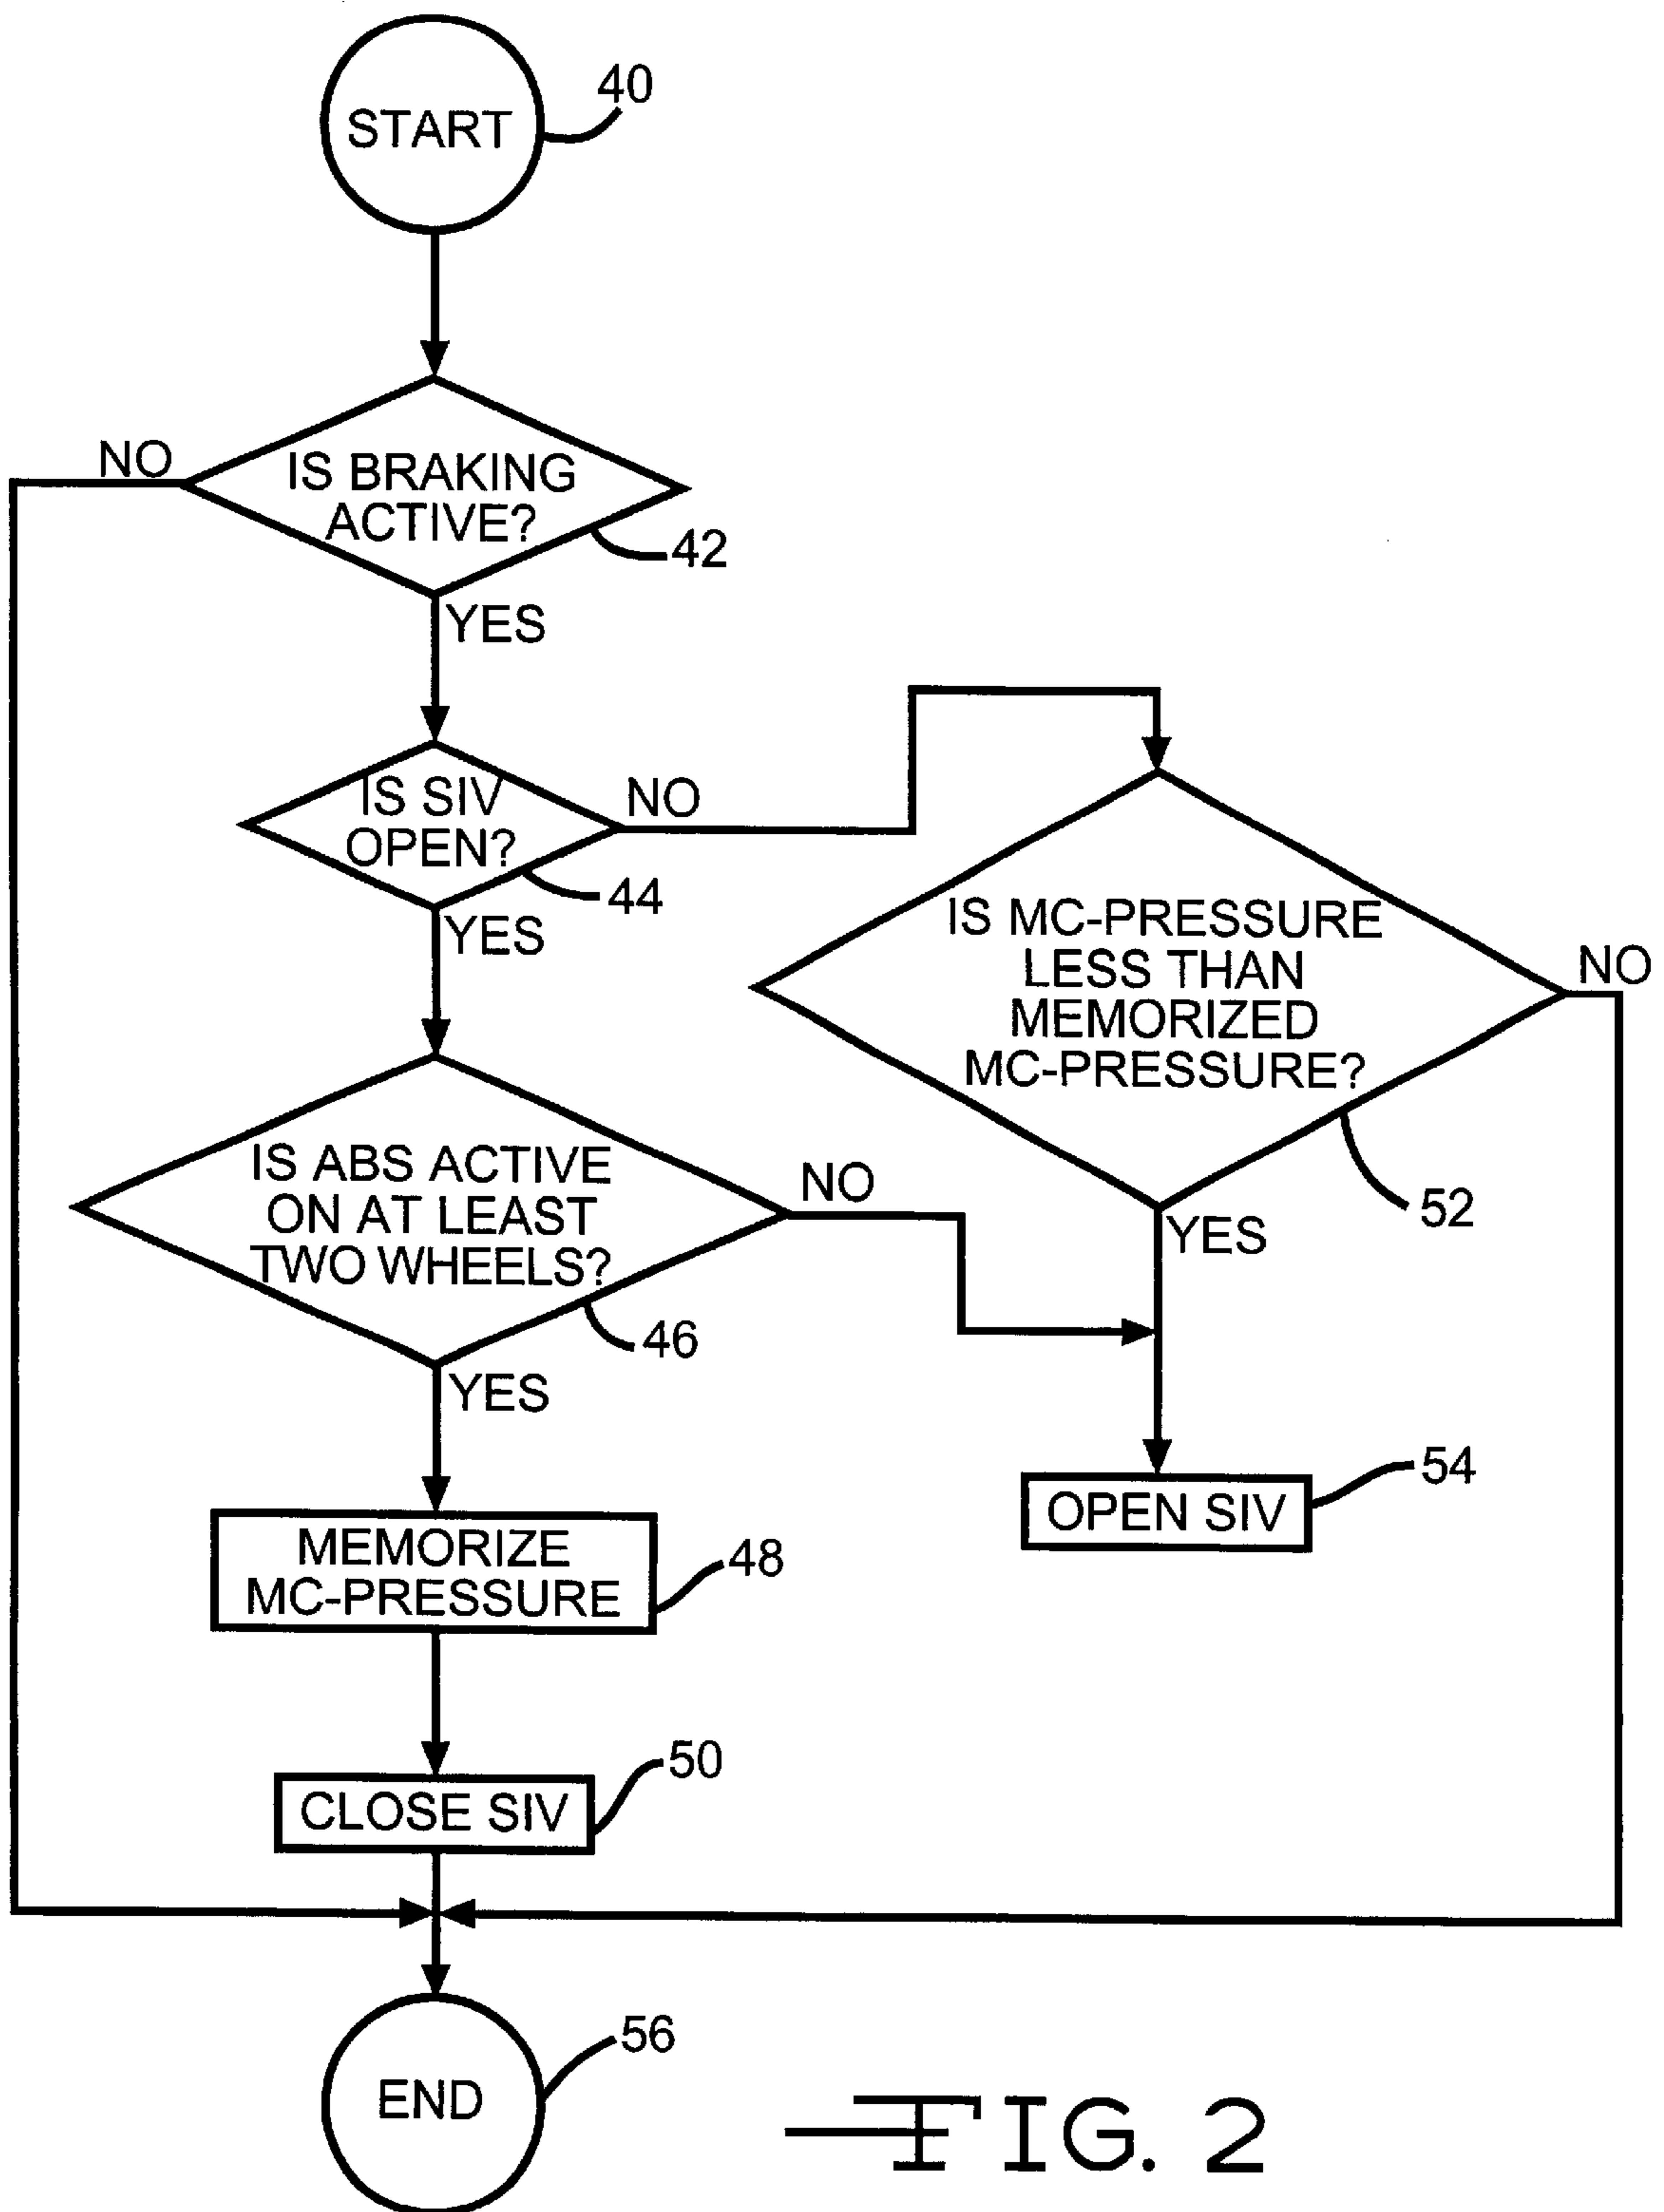 START
40
IS BRAKING
ACTIVE?
NO
42
YES
IS SIV
OPEN?
NO
44
YES
IS MC-PRESSURE
LESS THAN
MEMORIZED
MC-PRESSURE?
NO
52
YES
IS ABS ACTIVE
ON AT LEAST
TWO WHEELS?
NO
46
YES
MEMORIZE
MC-PRESSURE
48
OPEN SIV
54
CLOSE SIV
50
END
56
FIG. 2